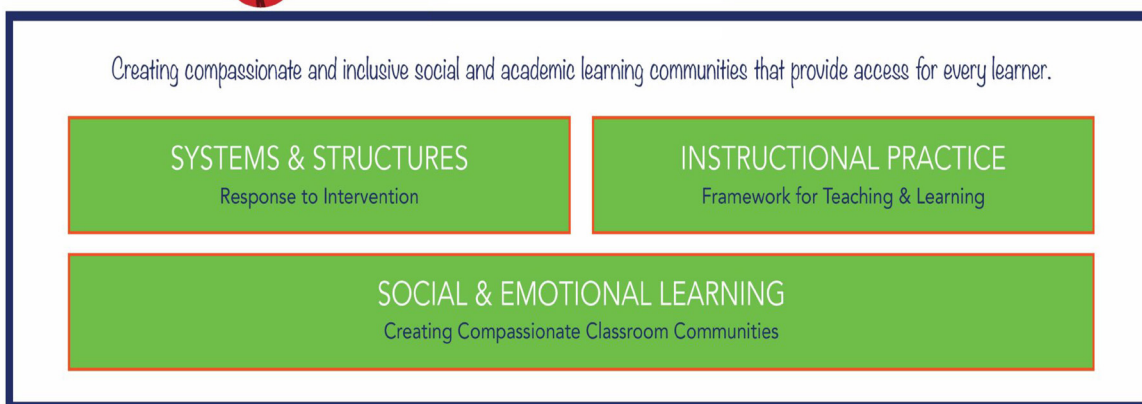 Creating compassionate and inclusive social and academic learning communities that provide access for every learner.
SYSTEMS & STRUCTURES
Response to Intervention
INSTRUCTIONAL PRACTICE
Framework for Teaching & Learning
SOCIAL & EMOTIONAL LEARNING
Creating Compassionate Classroom Communities